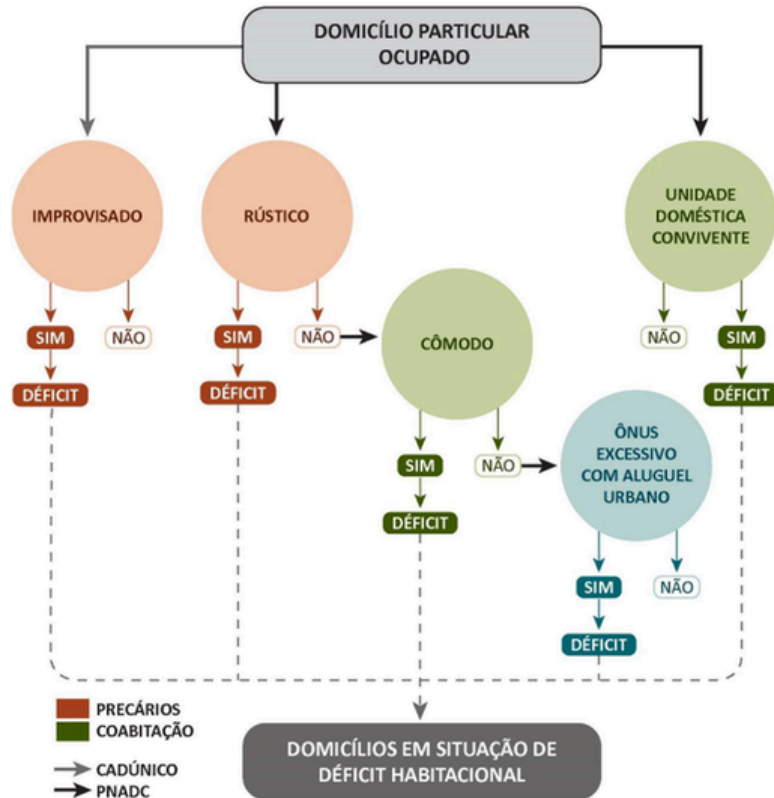 DOMICÍLIO PARTICULAR
OCUPADO
IMPROVISADO
RÚSTICO
UNIDADE
DOMÉSTICA
CONVIVENTE
SIM
NÃO
DÉFICIT
SIM
NÃO
DÉFICIT
CÔMODO
NÃO
SIM
DÉFICIT
SIM
NÃO
DÉFICIT
ÔNUS
EXCESSIVO
COM ALUGUEL
URBANO
SIM
NÃO
DÉFICIT
PRECÁRIOS
COABITAÇÃO
CADÚNICO
PNADC
DOMICÍLIOS EM SITUAÇÃO DE
DÉFICIT HABITACIONAL